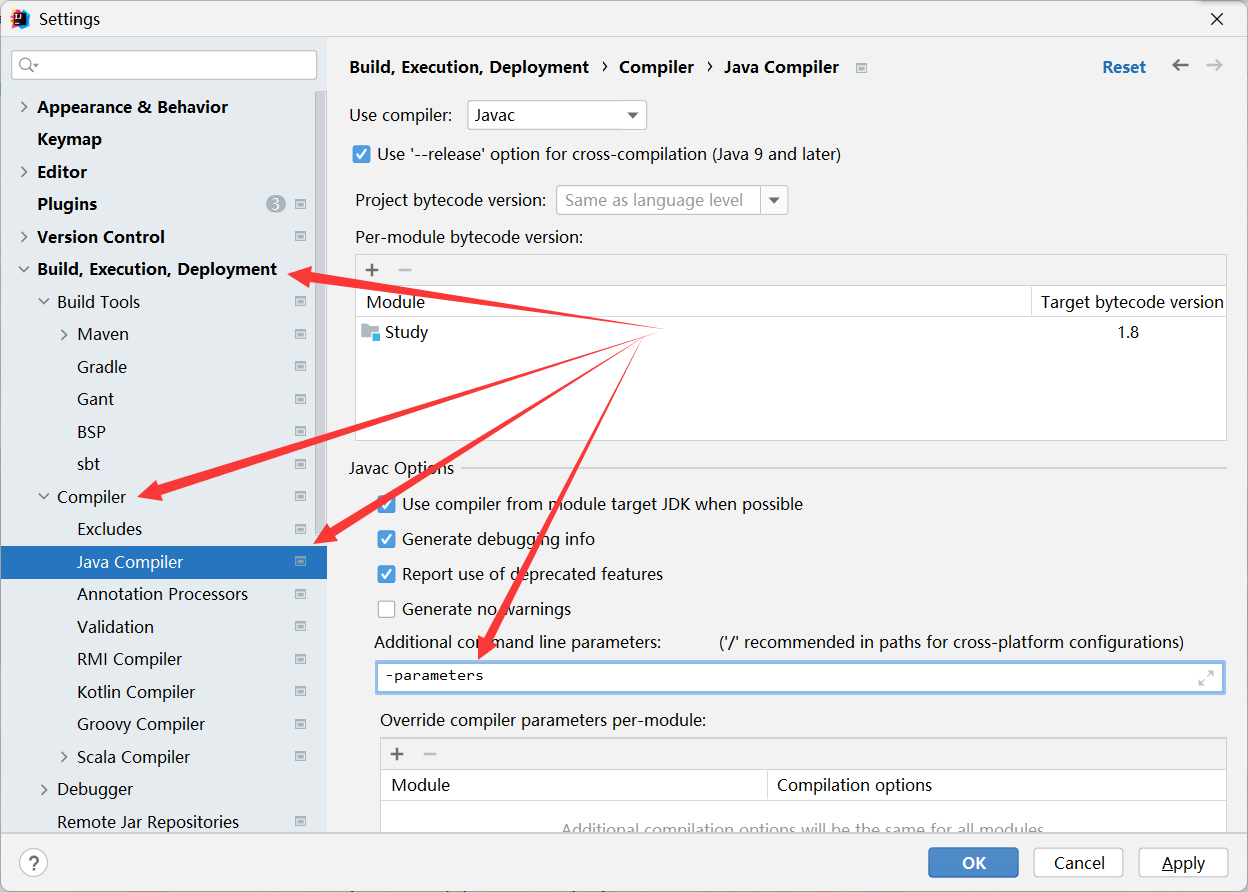 Settings
Appearance & Behavior
Keymap
Editor
Plugins 3
Version Control
Build, Execution, Deployment
Build Tools
Maven
Gradle
Gant
BSP
sbt
Compiler
Excludes
Java Compiler
Annotation Processors
Validation
RMI Compiler
Kotlin Compiler
Groovy Compiler
Scala Compiler
Debugger
Remote Jar Repositories
Build, Execution, Deployment › Compiler › Java Compiler Reset
Use compiler: Javac
Use '--release' option for cross-compilation (Java 9 and later)
Project bytecode version: Same as language level
Per-module bytecode version:
Module Target bytecode version
Study 1.8
Javac Options
Use compiler from module target JDK when possible
Generate debugging info
Report use of deprecated features
Generate no warnings
Additional command line parameters: ('/' recommended in paths for cross-platform configurations)
-parameters
Override compiler parameters per-module:
Module Compilation options
Additional compilation options will be the same for all modules
? OK Cancel Apply